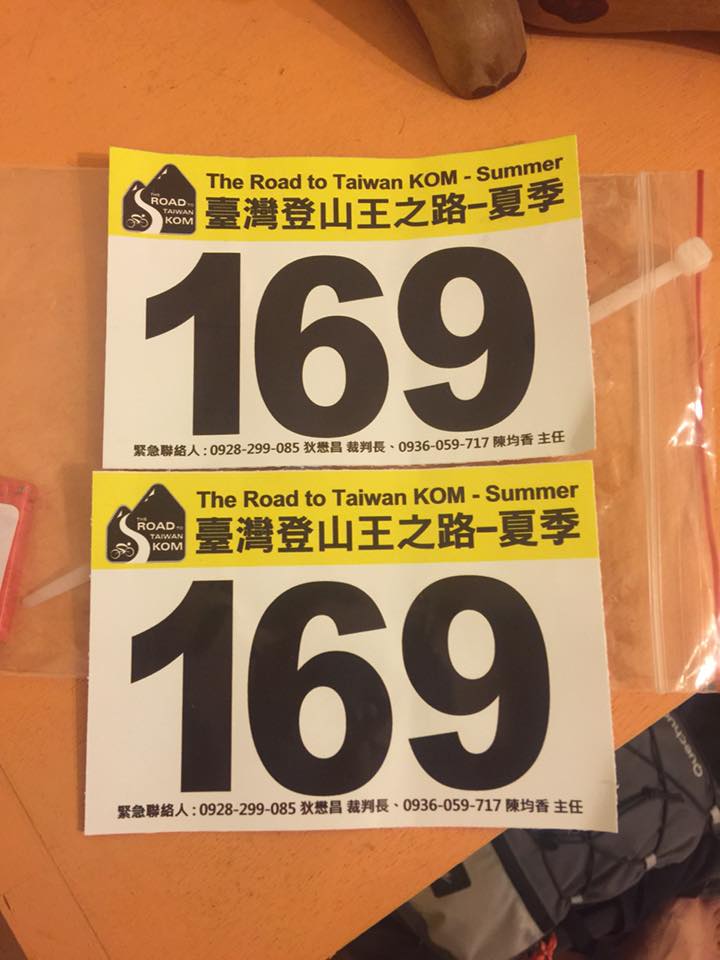 THE
ROAD TO
TAIWAN
KOM
The Road to Taiwan KOM - Summer
臺灣登山王之路-夏季
169
緊急聯絡人 : 0928-299-085 狄懋昌 裁判長、0936-059-717 陳均香 主任
THE
ROAD TO
TAIWAN
KOM
The Road to Taiwan KOM - Summer
臺灣登山王之路-夏季
169
緊急聯絡人 : 0928-299-085 狄懋昌 裁判長、0936-059-717 陳均香 主任
Quechua